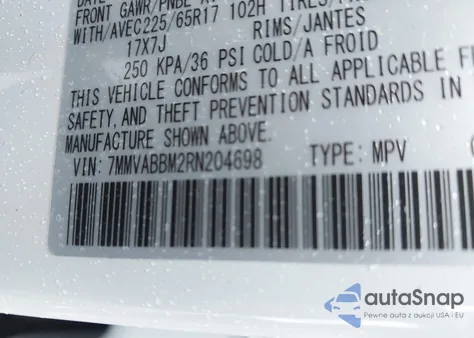 DATE
FRONT GAWR/PNBE AV
WITH/AVEC225/65R17 102H TIRES/
17X7J RIMS/JANTES
250 KPA/36 PSI COLD/A FROID
THIS VEHICLE CONFORMS TO ALL APPLICABLE
SAFETY, AND THEFT PREVENTION STANDARDS IN
MANUFACTURE SHOWN ABOVE.
VIN: 7MMVABBM2RN204698 TYPE: MPV
autaSnap
Pewne auta z aukcji USA i EU